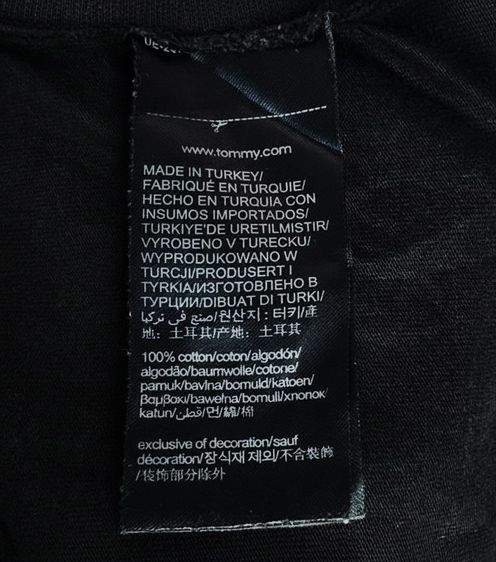 www.tommy.com
MADE IN TURKEY/
FABRIQUÉ EN TURQUIE/
HECHO EN TURQUIA CON
INSUMOS IMPORTADOS/
TURKIYE'DE URETILMISTIR/
VYROBENO V TURECKU/
WYPRODUKOWANO W
TURCJI/PRODUSERT I
TYRKIA/ИЗГОТОВЛЕНО В
ТУРЦИИ/DIBUAT DI TURKI/
صنع في تركيا/원산지 : 터키/產
地: 土耳其/产地: 土耳其
100% cotton/coton/algodón/
algodão/baumwolle/cotone/
pamuk/bavlna/bomuld/katoen/
βαμβακι/bawełna/bomull/хлопок/
katun/قطن/면/綿/棉
exclusive of decoration/sauf
décoration/장식재 제외/不含裝飾
/装饰部分除外